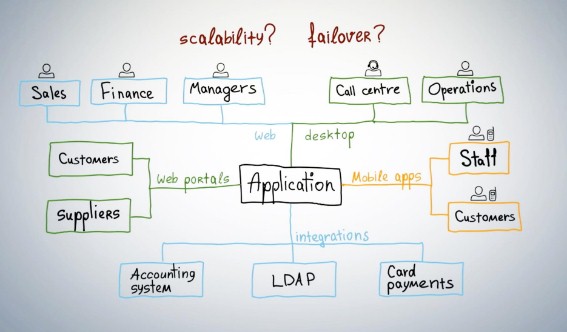 scalability? failover?
Sales Finance Managers Call centre Operations
web desktop
Customers
Suppliers
Web portals
Application
Mobile apps
Staff
Customers
integrations
Accounting
system
LDAP
Card
payments